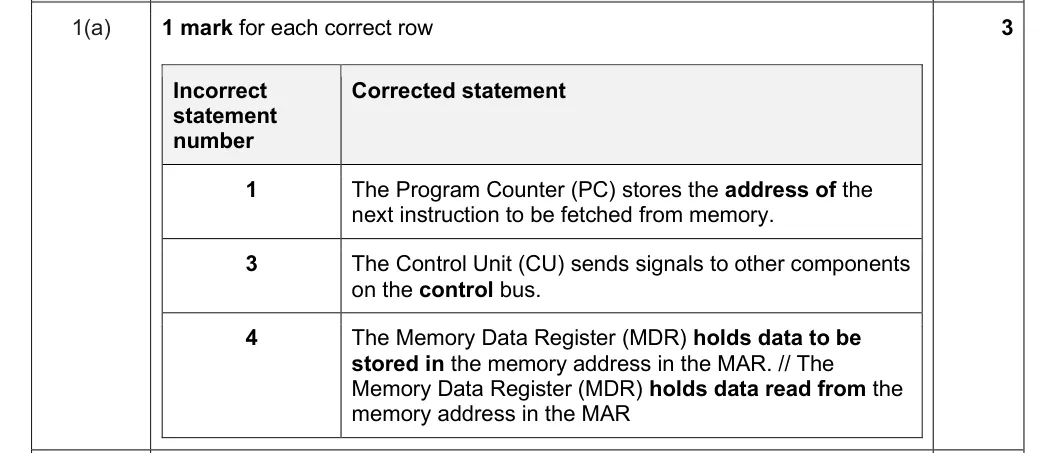 1(a)
1 mark for each correct row
3
Incorrect
statement
number
Corrected statement
1
The Program Counter (PC) stores the address of the
next instruction to be fetched from memory.
3
The Control Unit (CU) sends signals to other components
on the control bus.
4
The Memory Data Register (MDR) holds data to be
stored in the memory address in the MAR. // The
Memory Data Register (MDR) holds data read from the
memory address in the MAR